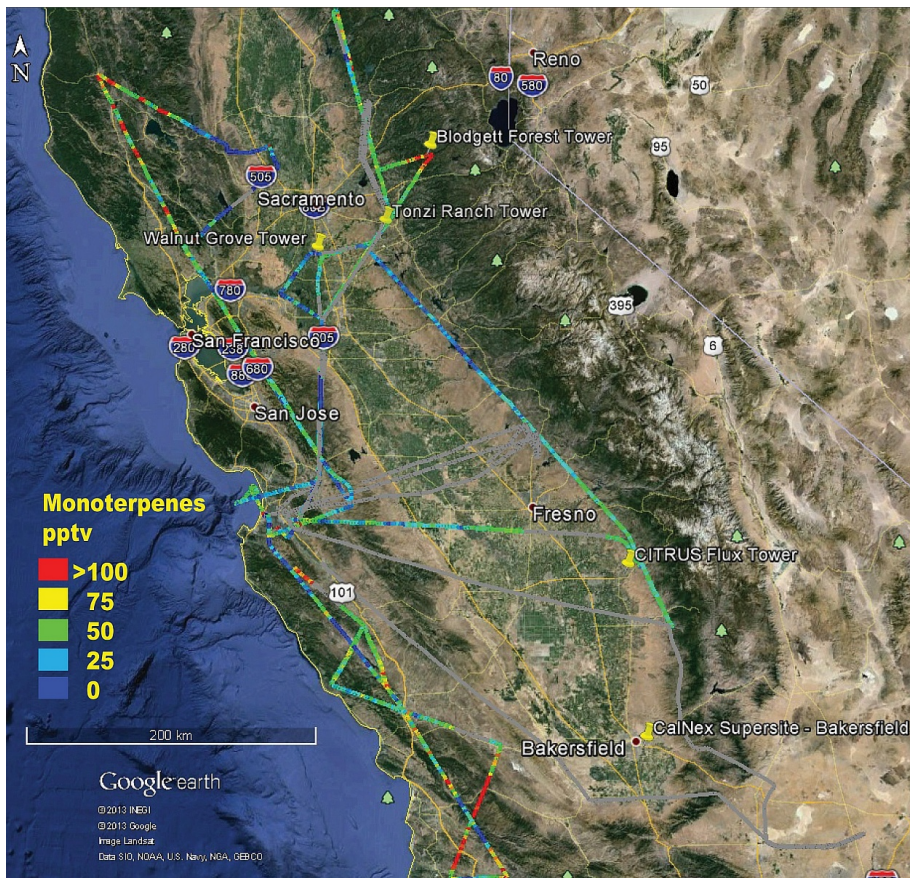 N
Reno
80
580
50
Blodgett Forest Tower
95
505
Sacramento
Tonzi Ranch Tower
Walnut Grove Tower
780
395
San Francisco
205
6
280
238
680
San Jose
Monoterpenes
pptv
Fresno
CITRUS Flux Tower
>100
75
101
50
25
0
200 km
CalNex Supersite - Bakersfield
Bakersfield
Google earth
© 2013 INEGI
© 2013 Google
Image Landsat
Data SIO, NOAA, U.S. Navy, NGA, GEBCO